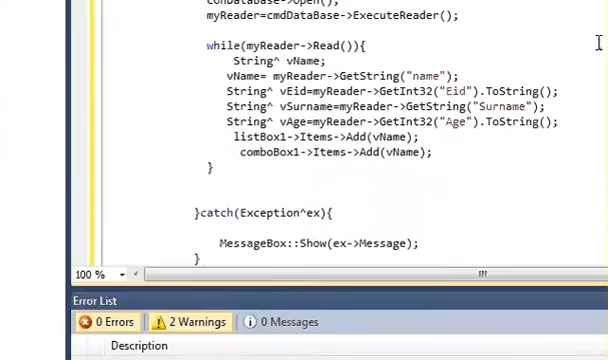 conDataBase->Open();
myReader=cmdDataBase->ExecuteReader();
while(myReader->Read()){
String^ vName;
vName= myReader->GetString("name");
String^ vEid=myReader->GetInt32("Eid").ToString();
String^ vSurname=myReader->GetString("Surname");
String^ vAge=myReader->GetInt32("Age").ToString();
listBox1->Items->Add(vName);
comboBox1->Items->Add(vName);
}
}catch(Exception^ex){
MessageBox::Show(ex->Message);
}
100 %
Error List
0 Errors
2 Warnings
0 Messages
Description